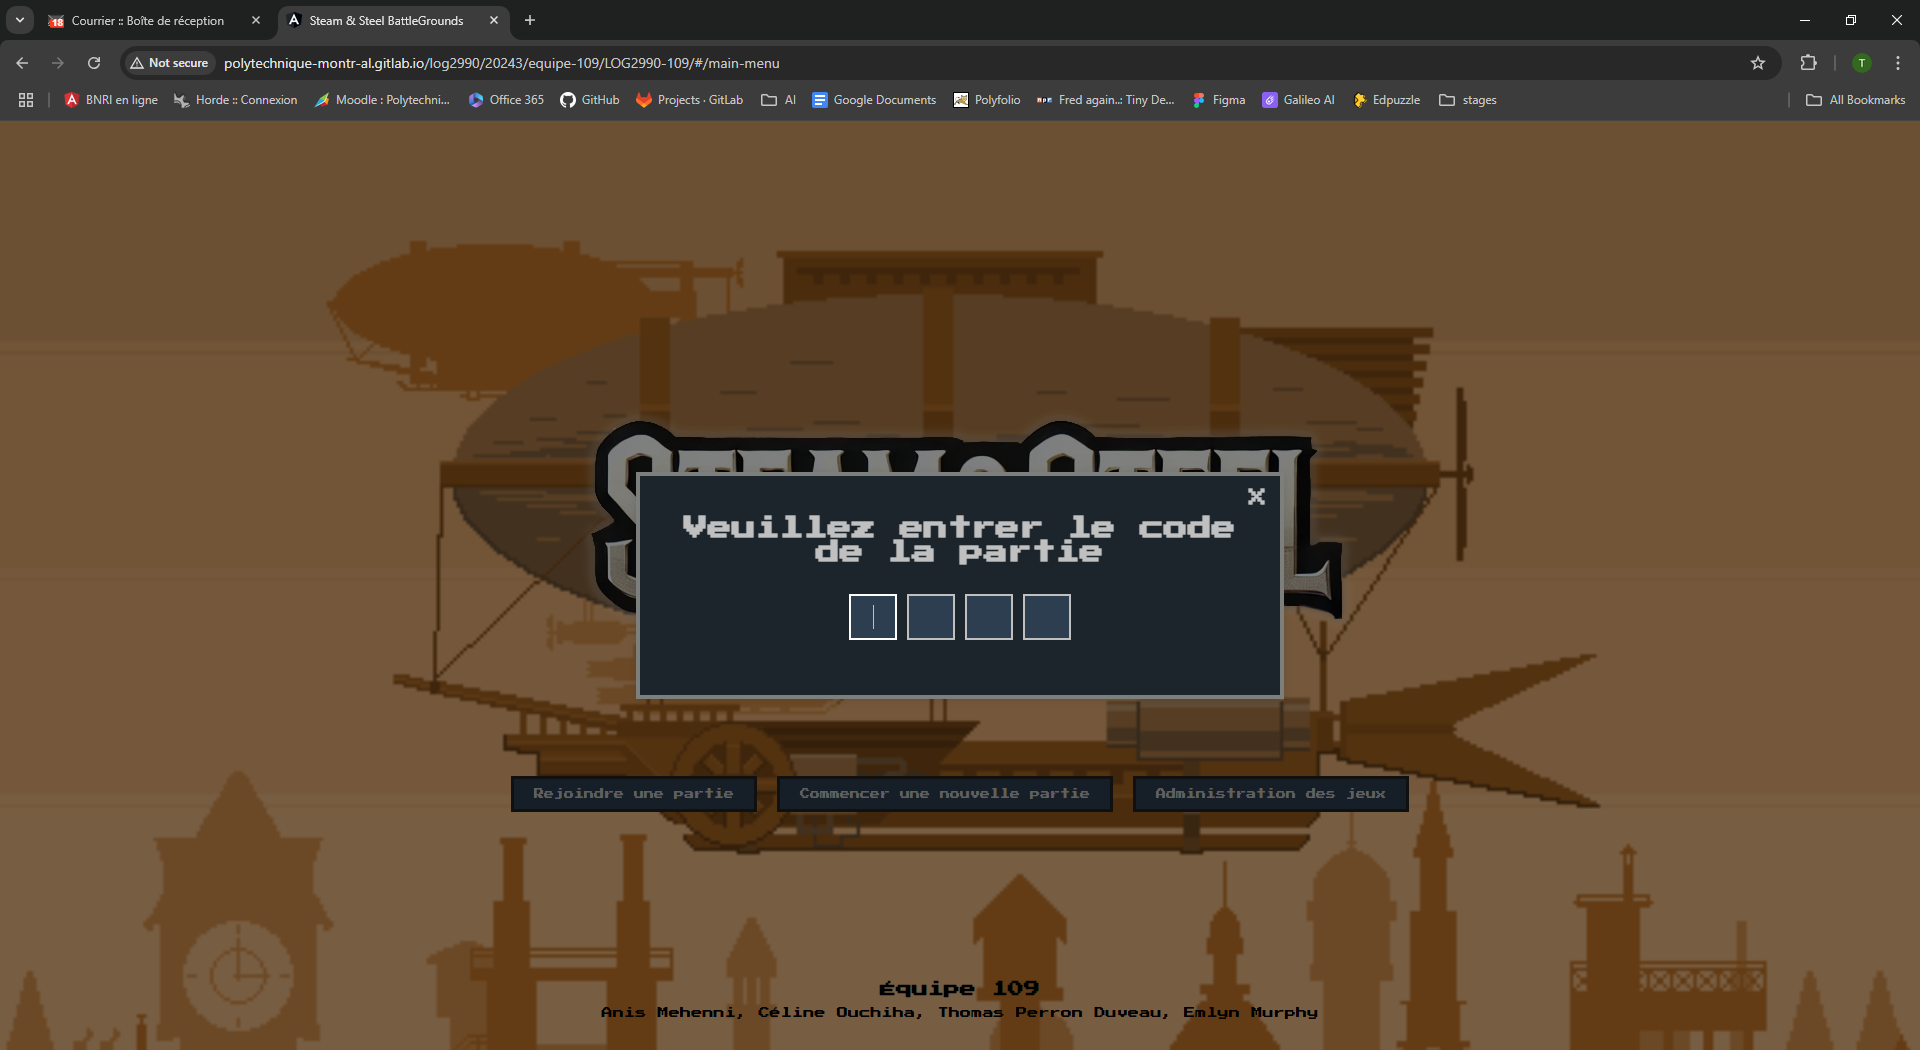 18 Courrier :: Boîte de réception
Steam & Steel BattleGrounds
Not secure
polytechnique-montr-al.gitlab.io/log2990/20243/equipe-109/LOG2990-109/#/main-menu
T
BNRI en ligne
Horde :: Connexion
Moodle : Polytechni...
Office 365
GitHub
Projects · GitLab
AI
Google Documents
Polyfolio
Fred again..: Tiny De...
Figma
Galileo AI
Edpuzzle
stages
All Bookmarks
STEAM & STEEL
X
Veuillez entrer le code
de la partie
Rejoindre une partie
Commencer une nouvelle partie
Administration des jeux
Équipe 109
Anis Mehenni, Céline Ouchiha, Thomas Perron Duveau, Emlyn Murphy